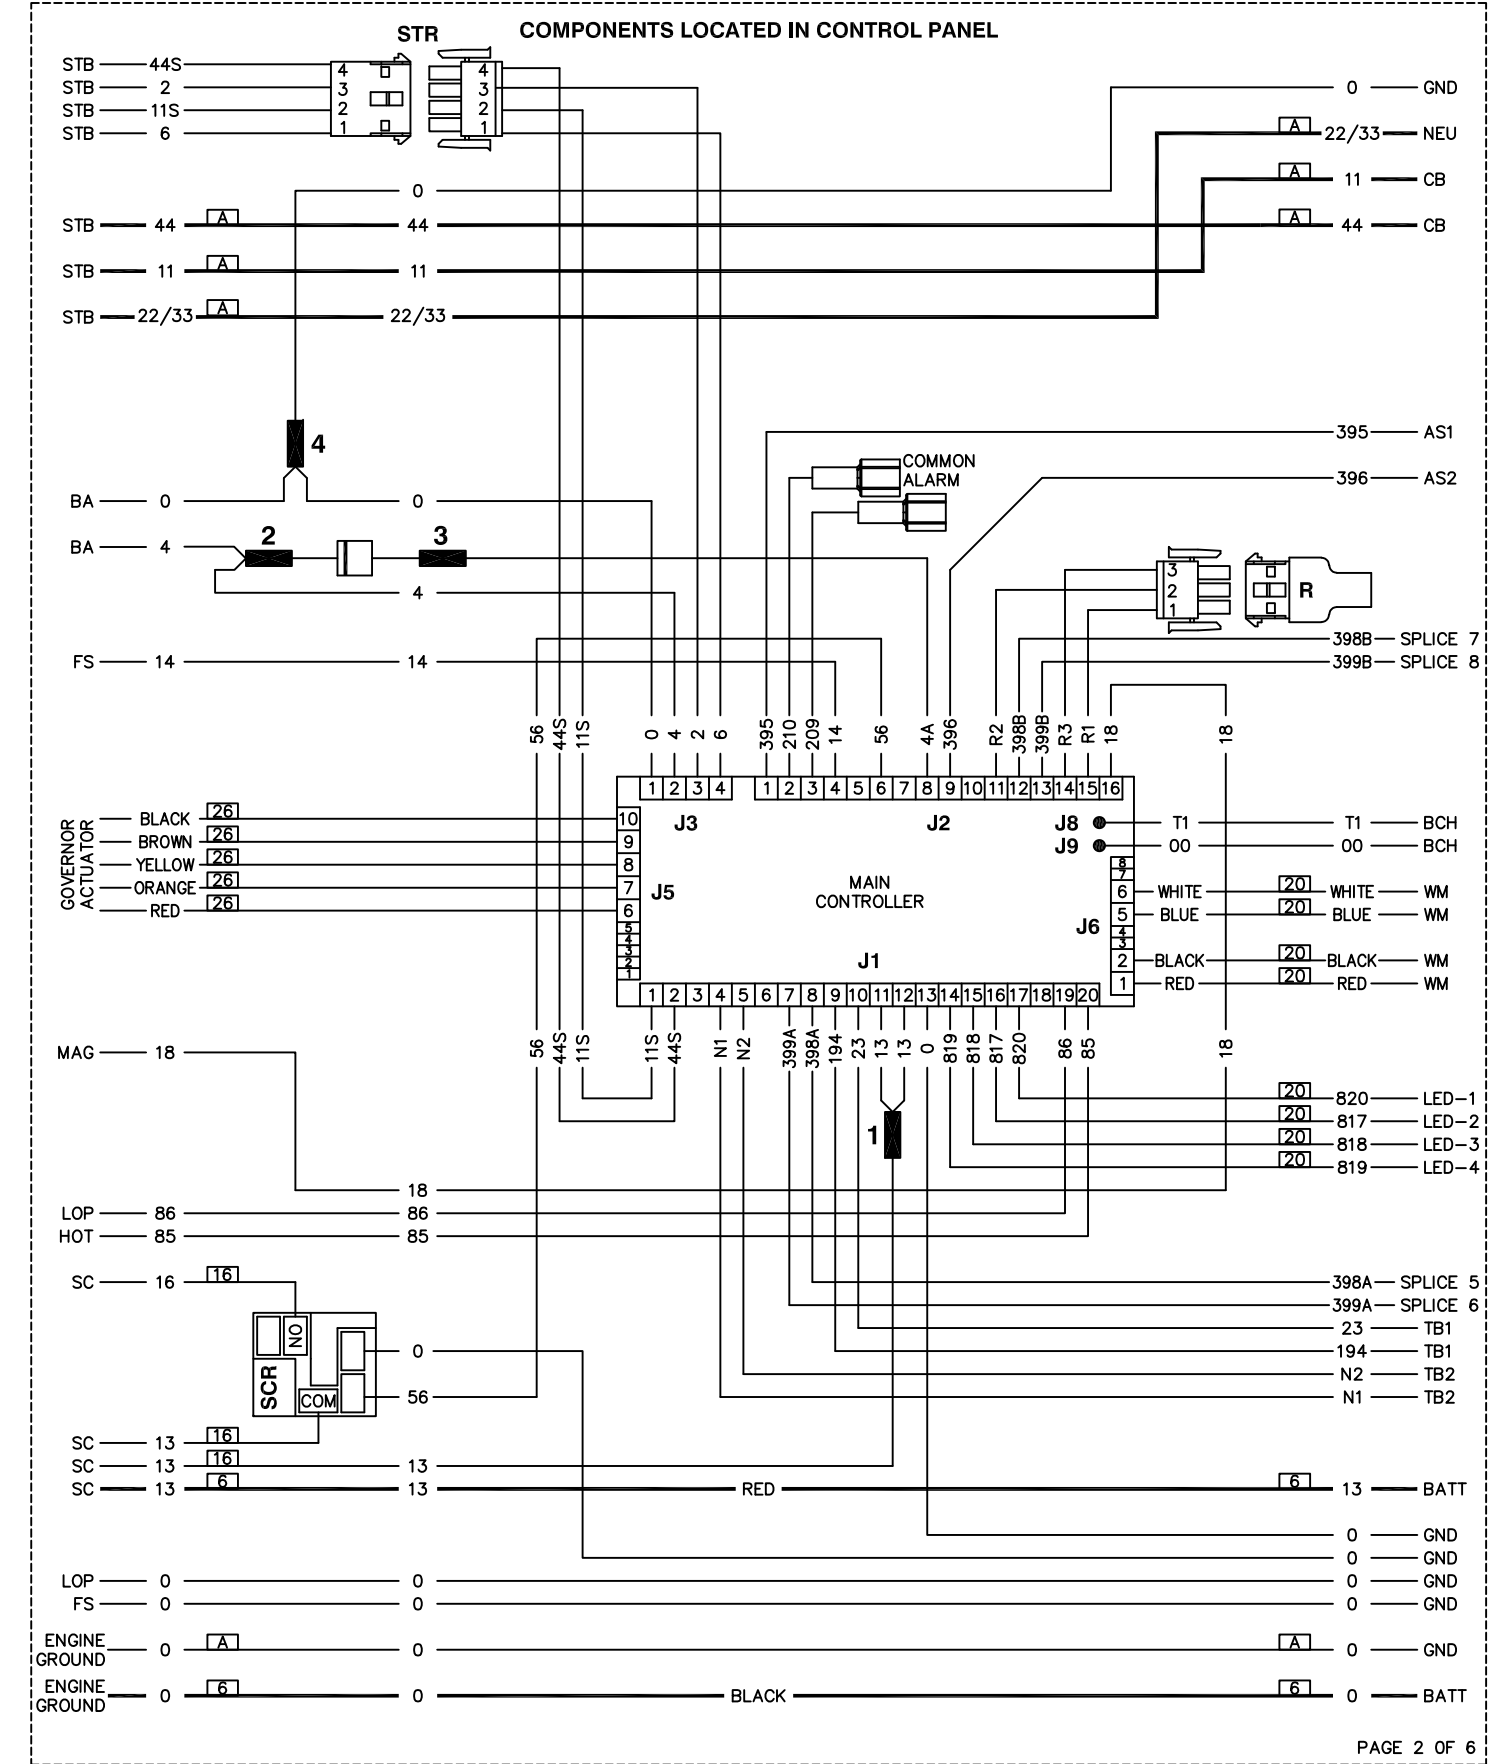 STR
COMPONENTS LOCATED IN CONTROL PANEL
STB 44S 4 4
STB 2 3 3 0 GND
STB 11S 2 2
STB 6 1 1 A 22/33 NEU
A 11 CB
0
STB 44 A 44 A 44 CB
STB 11 A 11
STB 22/33 A 22/33
4
395 AS1
COMMON
ALARM
396 AS2
BA 0 0
2 3
BA 4
4
3
2 R
1
398B SPLICE 7
FS 14 14 399B SPLICE 8
56 44S 11S 0 4 2 6 395 210 209 14 56 4A 396 R2 398B 399B R3 R1 18 18
1 2 3 4 1 2 3 4 5 6 7 8 9 10 11 12 13 14 15 16
J3 J2 J8 T1 T1 BCH
J9 00 00 BCH
GOVERNOR
ACTUATOR
BLACK 26 10
BROWN 26 9
YELLOW 26 8
ORANGE 26 7
RED 26 6
5
4
3
2
1
J5
MAIN
CONTROLLER
J6
8
7
6 WHITE 20 WHITE WM
5 BLUE 20 BLUE WM
4
3
2 BLACK 20 BLACK WM
1 RED 20 RED WM
J1
1 2 3 4 5 6 7 8 9 10 11 12 13 14 15 16 17 18 19 20
MAG 18 56 44S 11S 11S 44S N1 N2 399A 398A 194 23 13 13 0 819 818 817 820 86 85 18
20 820 LED-1
20 817 LED-2
1
20 818 LED-3
20 819 LED-4
18
LOP 86 86
HOT 85 85
SC 16 16 398A SPLICE 5
399A SPLICE 6
NO
23 TB1
0 194 TB1
N2 TB2
SCR
COM 56 N1 TB2
SC 13 16
SC 13 16 13
SC 13 6 13 RED 6 13 BATT
0 GND
0 GND
LOP 0 0 0 GND
FS 0 0 0 GND
ENGINE
GROUND 0 A 0 A 0 GND
ENGINE
GROUND 0 6 0 BLACK 6 0 BATT
PAGE 2 OF 6